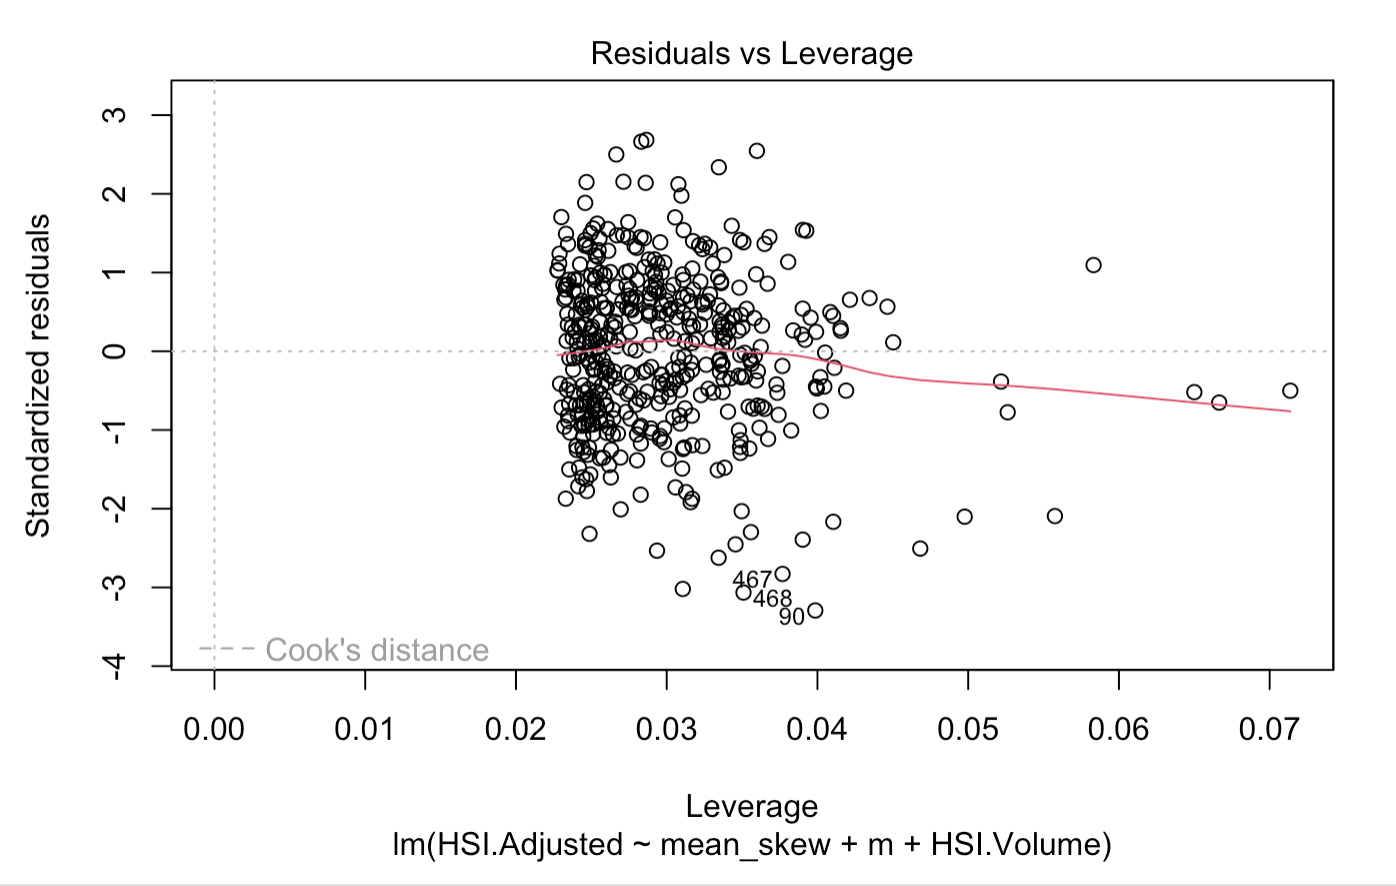 Residuals vs Leverage
Standardized residuals
3
2
1
0
-1
-2
-3
-4
467
468
90
Cook's distance
0.00 0.01 0.02 0.03 0.04 0.05 0.06 0.07
Leverage
lm(HSI.Adjusted ~ mean_skew + m + HSI.Volume)